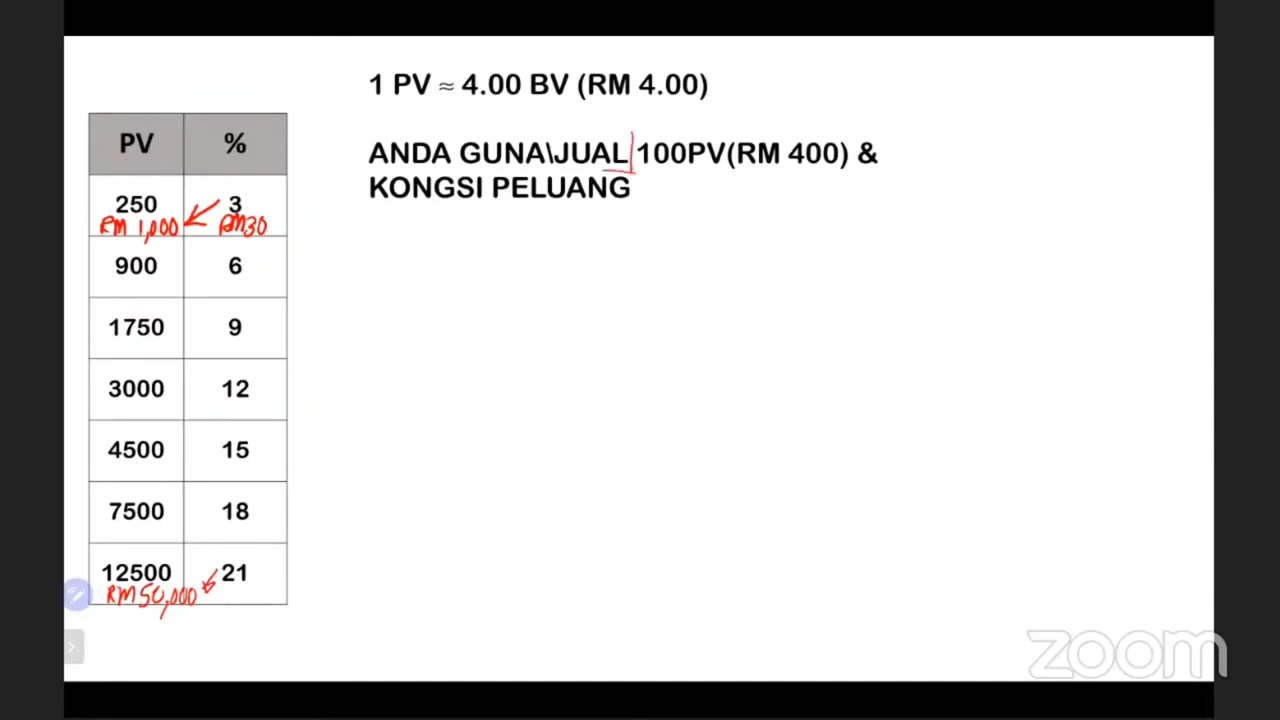 1 PV ≈ 4.00 BV (RM 4.00)
ANDA GUNA\JUAL 100PV(RM 400) &
KONGSI PELUANG
PV %
250 3
RM 1,000 RM30
900 6
1750 9
3000 12
4500 15
7500 18
12500 21
RM50,000
zoom